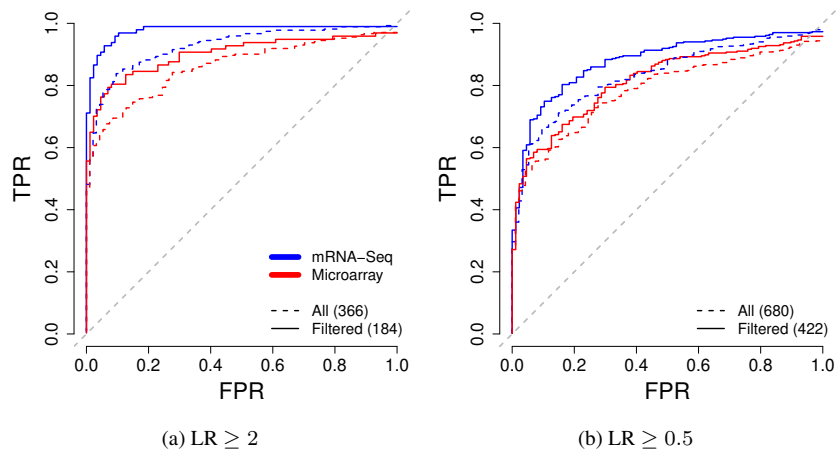 1.0
0.8
0.6
0.4
0.2
0.0
TPR
mRNA−Seq
Microarray
All (366)
Filtered (184)
0.0 0.2 0.4 0.6 0.8 1.0
FPR
(a) LR ≥ 2
1.0
0.8
0.6
0.4
0.2
0.0
TPR
All (680)
Filtered (422)
0.0 0.2 0.4 0.6 0.8 1.0
FPR
(b) LR ≥ 0.5